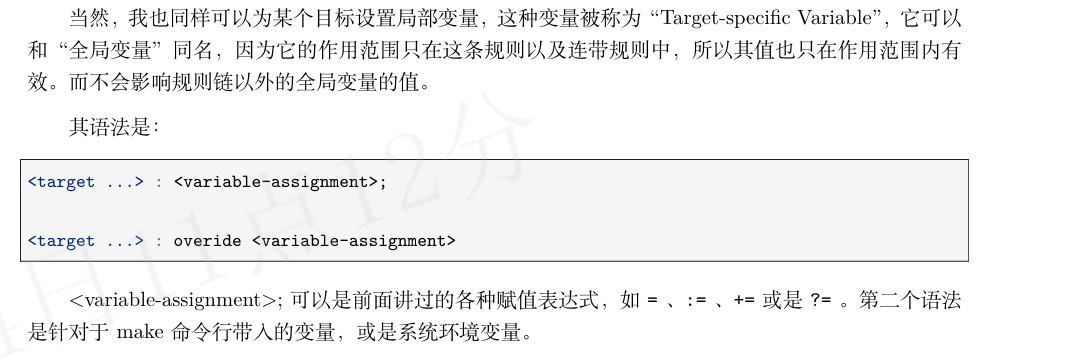 当然，我也同样可以为某个目标设置局部变量，这种变量被称为 “Target-specific Variable”，它可以
和 “全局变量” 同名，因为它的作用范围只在这条规则以及连带规则中，所以其值也只在作用范围内有
效。而不会影响规则链以外的全局变量的值。
其语法是：
<target ...> : <variable-assignment>;
<target ...> : overide <variable-assignment>
<variable-assignment>; 可以是前面讲过的各种赋值表达式，如 = 、:= 、+= 或是 ?= 。第二个语法
是针对于 make 命令行带入的变量，或是系统环境变量。
日11点12分